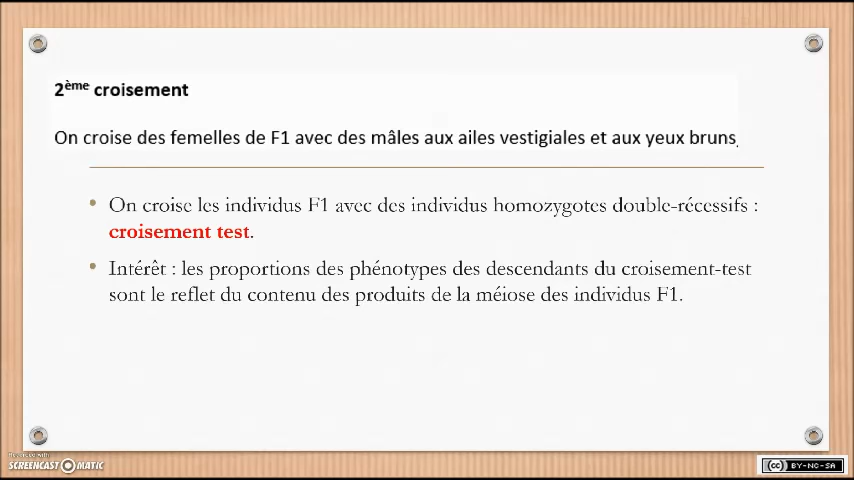 2ème croisement
On croise des femelles de F1 avec des mâles aux ailes vestigiales et aux yeux bruns,
• On croise les individus F1 avec des individus homozygotes double-récessifs :
croisement test.
• Intérêt : les proportions des phénotypes des descendants du croisement-test
sont le reflet du contenu des produits de la méiose des individus F1.
Recorded with
SCREENCAST O MATIC
cc BY-NC-SA